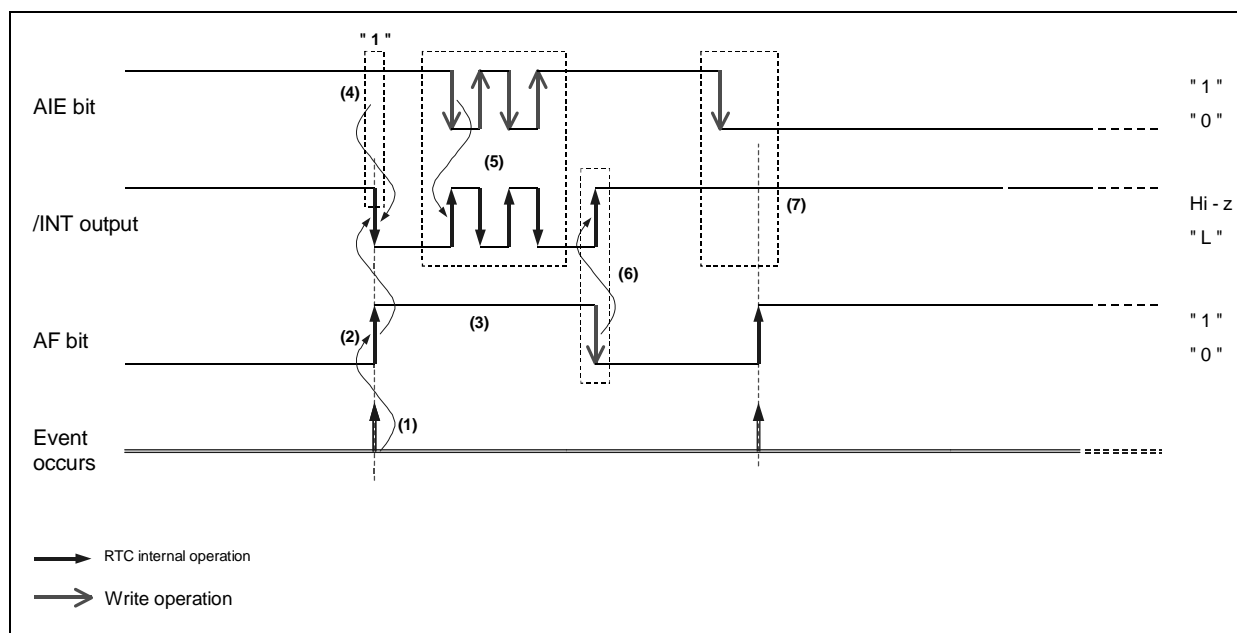 " 1 "
AIE bit
(4)
(5)
" 1 "
" 0 "
/INT output
(7)
Hi - z
" L "
(6)
AF bit
(2)
(3)
" 1 "
" 0 "
Event
occurs
(1)
RTC internal operation
Write operation